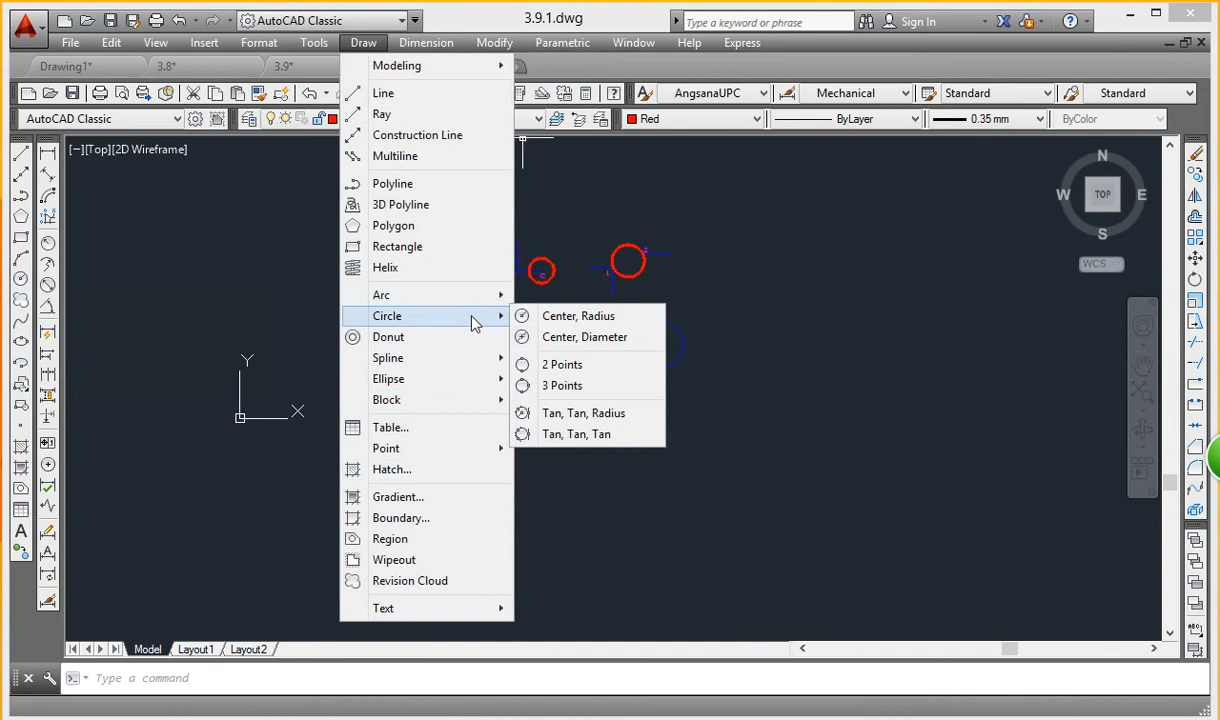 AutoCAD Classic
3.9.1.dwg
Type a keyword or phrase
Sign In
File Edit View Insert Format Tools Draw Dimension Modify Parametric Window Help Express
Drawing1*
3.8*
3.9*
AngsanaUPC
Mechanical
Standard
Standard
AutoCAD Classic
Red
ByLayer
0.35 mm
ByColor
[−][Top][2D Wireframe]
Modeling
Line
Ray
Construction Line
Multiline
Polyline
3D Polyline
Polygon
Rectangle
Helix
Arc
Circle
Donut
Spline
Ellipse
Block
Table...
Point
Hatch...
Gradient...
Boundary...
Region
Wipeout
Revision Cloud
Text
Center, Radius
Center, Diameter
2 Points
3 Points
Tan, Tan, Radius
Tan, Tan, Tan
N
W
TOP
E
S
WCS
Y
X
Model Layout1 Layout2
Type a command